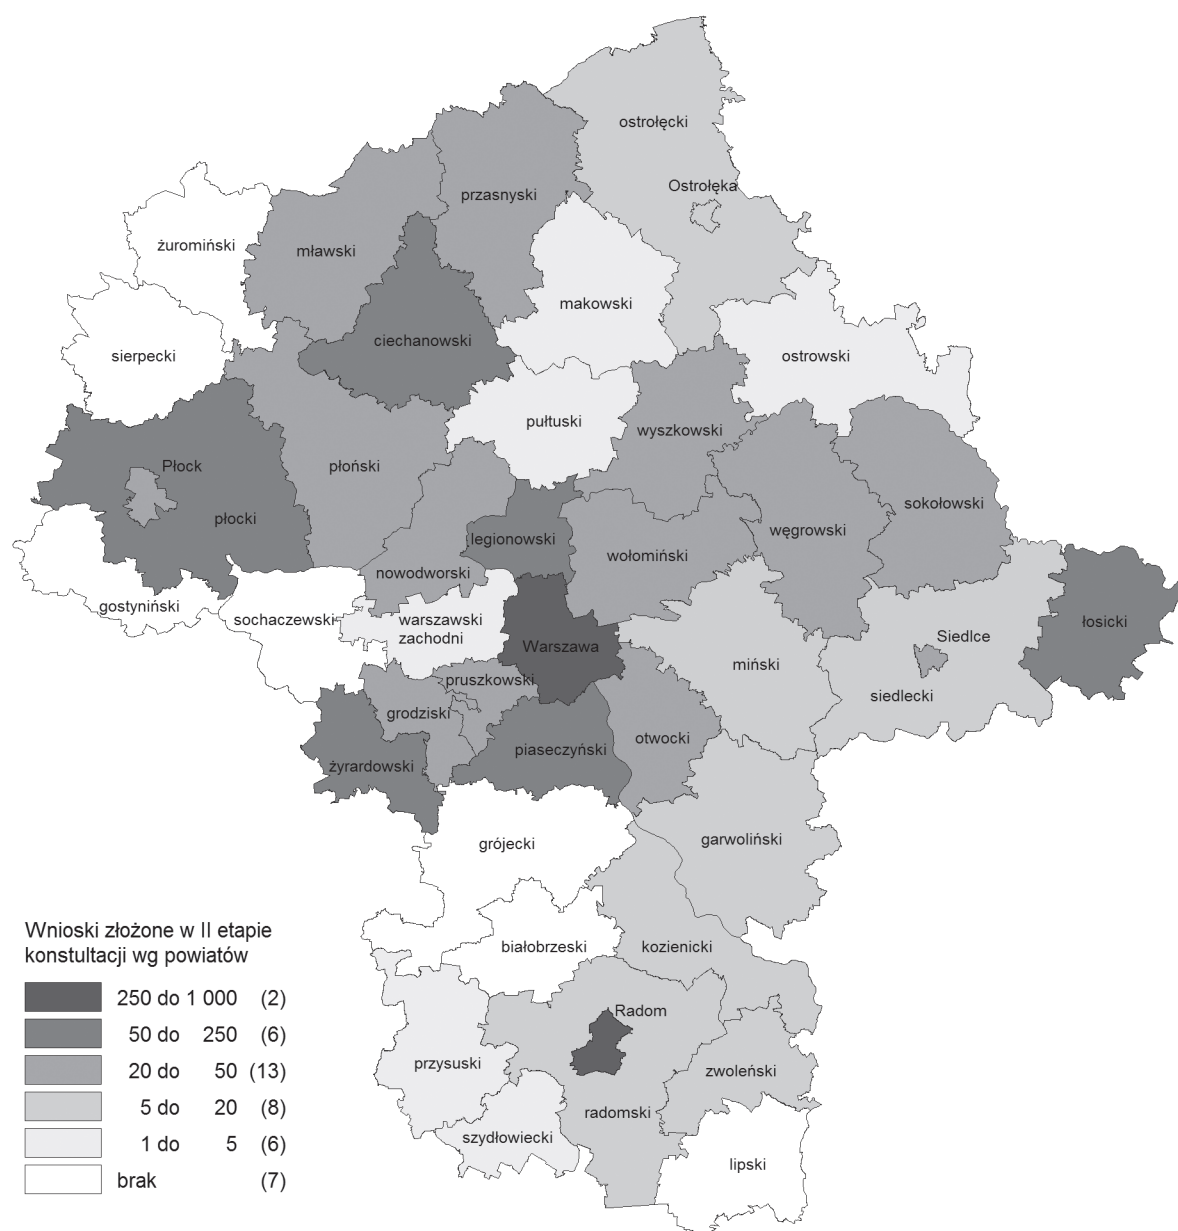 ostrołęcki
Ostrołęka
przasnyski
żuromiński
mławski
makowski
ciechanowski
sierpecki
ostrowski
pułtuski
wyszkowski
Płock
płoński
płocki
sokołowski
węgrowski
legionowski
wołomiński
nowodworski
gostyniński
sochaczewski
warszawski
zachodni
łosicki
Siedlce
Warszawa
miński
pruszkowski
siedlecki
grodziski
otwocki
piaseczyński
żyrardowski
garwoliński
grójecki
białobrzeski
kozienicki
Radom
przysuski
zwoleński
radomski
szydłowiecki
lipski
Wnioski złożone w II etapie
konstultacji wg powiatów
250 do 1 000 (2)
50 do 250 (6)
20 do 50 (13)
5 do 20 (8)
1 do 5 (6)
brak (7)